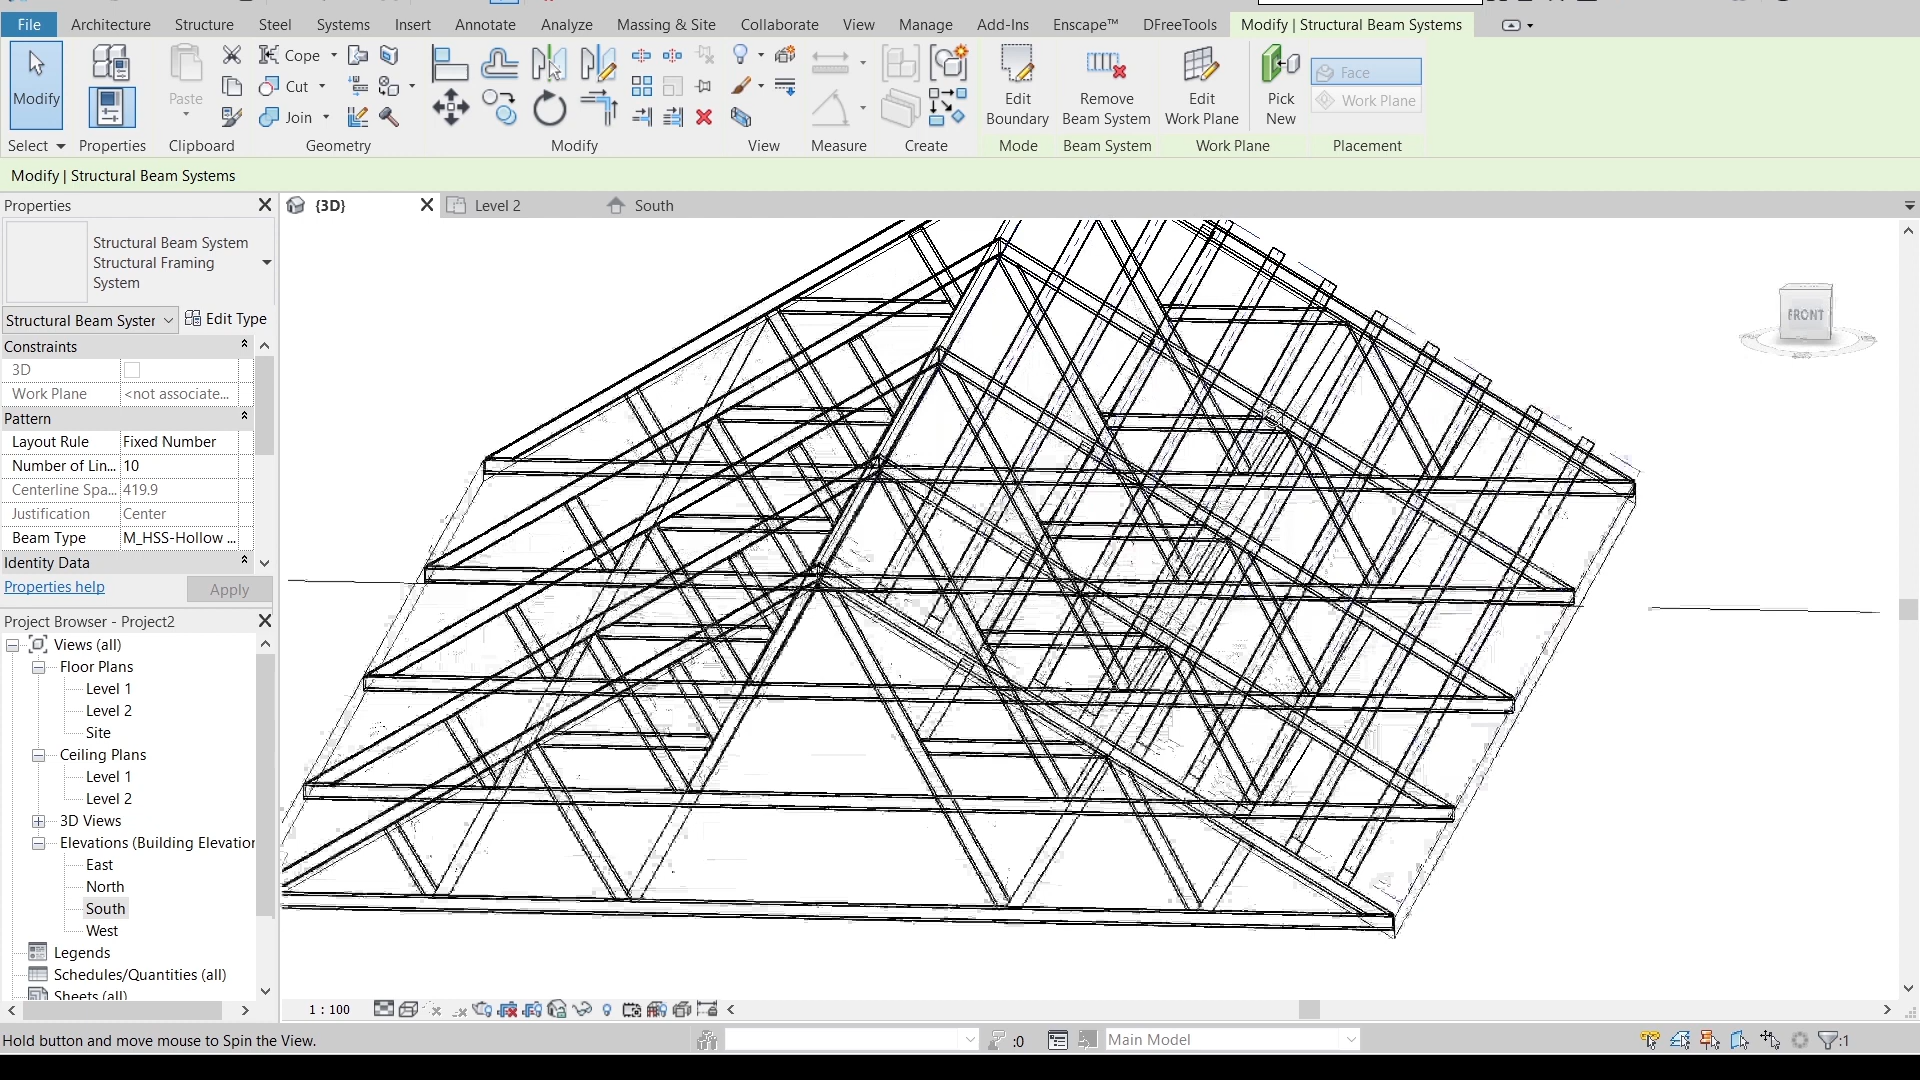 File Architecture Structure Steel Systems Insert Annotate Analyze Massing & Site Collaborate View Manage Add-Ins Enscape™ DFreeTools Modify | Structural Beam Systems
Modify
Paste
Cope
Cut
Join
Edit Boundary
Remove Beam System
Edit Work Plane
Pick New
Face
Work Plane
Select Properties Clipboard Geometry Modify View Measure Create Mode Beam System Work Plane Placement
Modify | Structural Beam Systems
Properties
{3D} Level 2 South
Structural Beam System
Structural Framing
System
Structural Beam Syster Edit Type
Constraints
3D
Work Plane <not associate...
Pattern
Layout Rule Fixed Number
Number of Lin... 10
Centerline Spa... 419.9
Justification Center
Beam Type M_HSS-Hollow ...
Identity Data
Properties help Apply
Project Browser - Project2
Views (all)
Floor Plans
Level 1
Level 2
Site
Ceiling Plans
Level 1
Level 2
3D Views
Elevations (Building Elevation
East
North
South
West
Legends
Schedules/Quantities (all)
Sheets (all)
FRONT
1 : 100
Hold button and move mouse to Spin the View.
:0
Main Model
:1